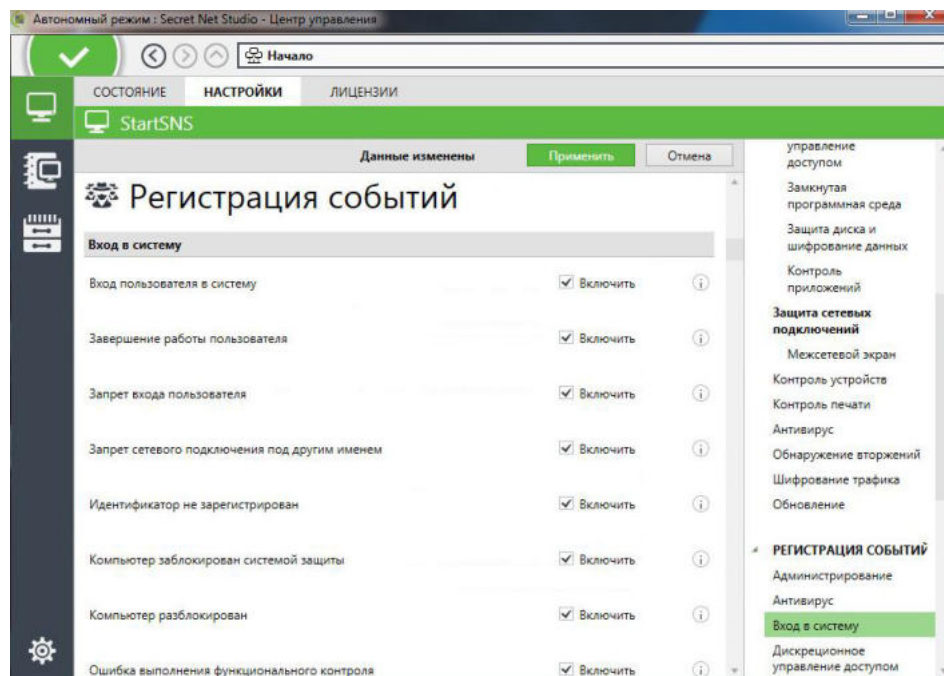 Автономный режим : Secret Net Studio - Центр управления
Начало
СОСТОЯНИЕ НАСТРОЙКИ ЛИЦЕНЗИИ
StartSNS
Данные изменены Применить Отмена
Регистрация событий
Вход в систему
Вход пользователя в систему Включить
Завершение работы пользователя Включить
Запрет входа пользователя Включить
Запрет сетевого подключения под другим именем Включить
Идентификатор не зарегистрирован Включить
Компьютер заблокирован системой защиты Включить
Компьютер разблокирован Включить
Ошибка выполнения функционального контроля Включить
управление
доступом
Замкнутая
программная среда
Защита диска и
шифрование данных
Контроль
приложений
Защита сетевых
подключений
Межсетевой экран
Контроль устройств
Контроль печати
Антивирус
Обнаружение вторжений
Шифрование трафика
Обновление
РЕГИСТРАЦИЯ СОБЫТИЙ
Администрирование
Антивирус
Вход в систему
Дискреционное
управление доступом